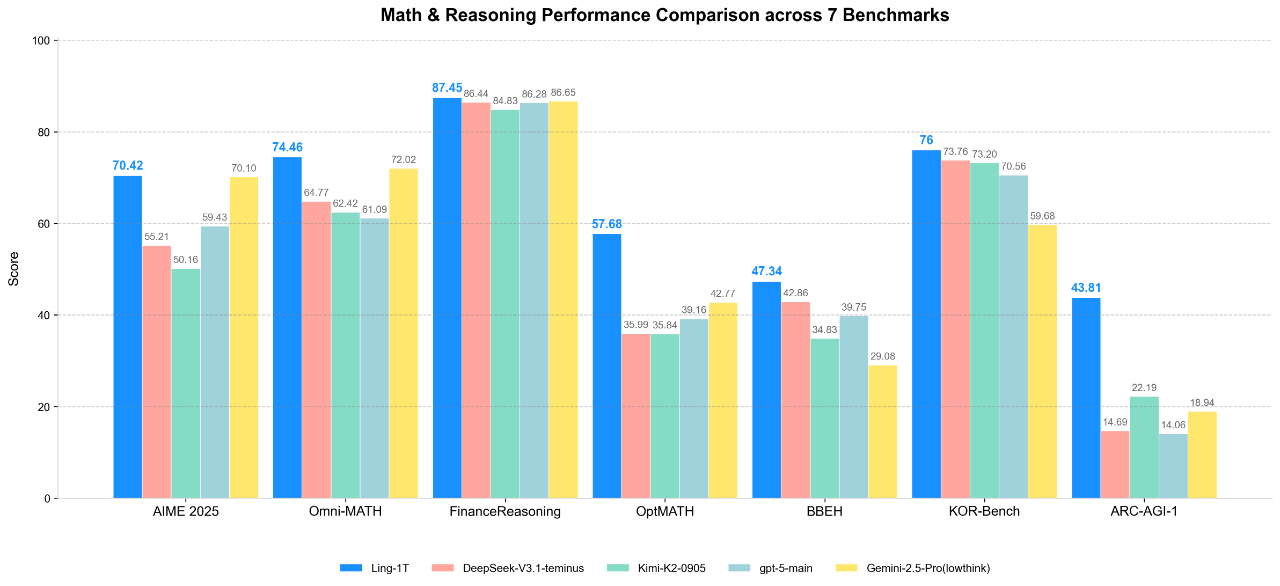 Math & Reasoning Performance Comparison across 7 Benchmarks
100
80
60
40
20
0
Score
70.42
55.21
50.16
59.43
70.10
74.46
64.77
62.42
61.09
72.02
87.45
86.44
84.83
86.28
86.65
57.68
35.99
35.84
39.16
42.77
47.34
42.86
34.83
39.75
29.08
76
73.76
73.20
70.56
59.68
43.81
14.69
22.19
14.06
18.94
AIME 2025
Omni-MATH
FinanceReasoning
OptMATH
BBEH
KOR-Bench
ARC-AGI-1
Ling-1T
DeepSeek-V3.1-teminus
Kimi-K2-0905
gpt-5-main
Gemini-2.5-Pro(lowthink)